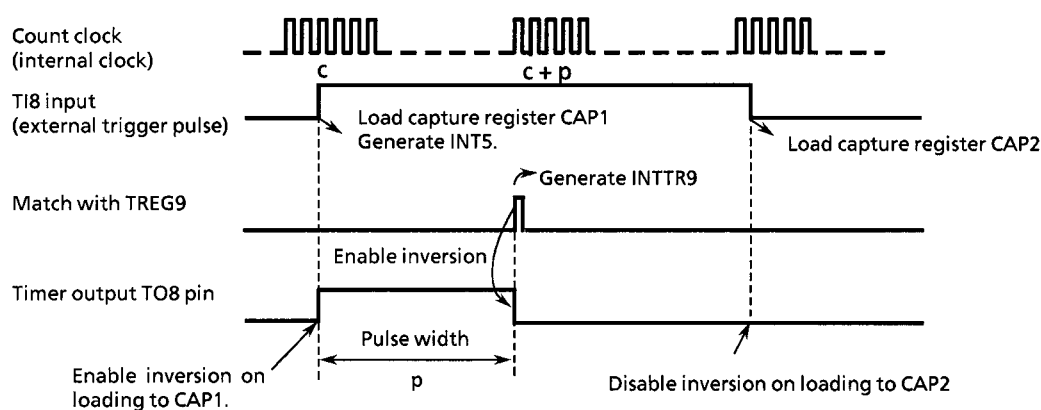 Count clock
(internal clock)
c
c + p
TI8 input
(external trigger pulse)
Load capture register CAP1
Generate INT5.
Load capture register CAP2
Generate INTTR9
Match with TREG9
Enable inversion
Timer output TO8 pin
Pulse width
p
Enable inversion on
loading to CAP1.
Disable inversion on loading to CAP2